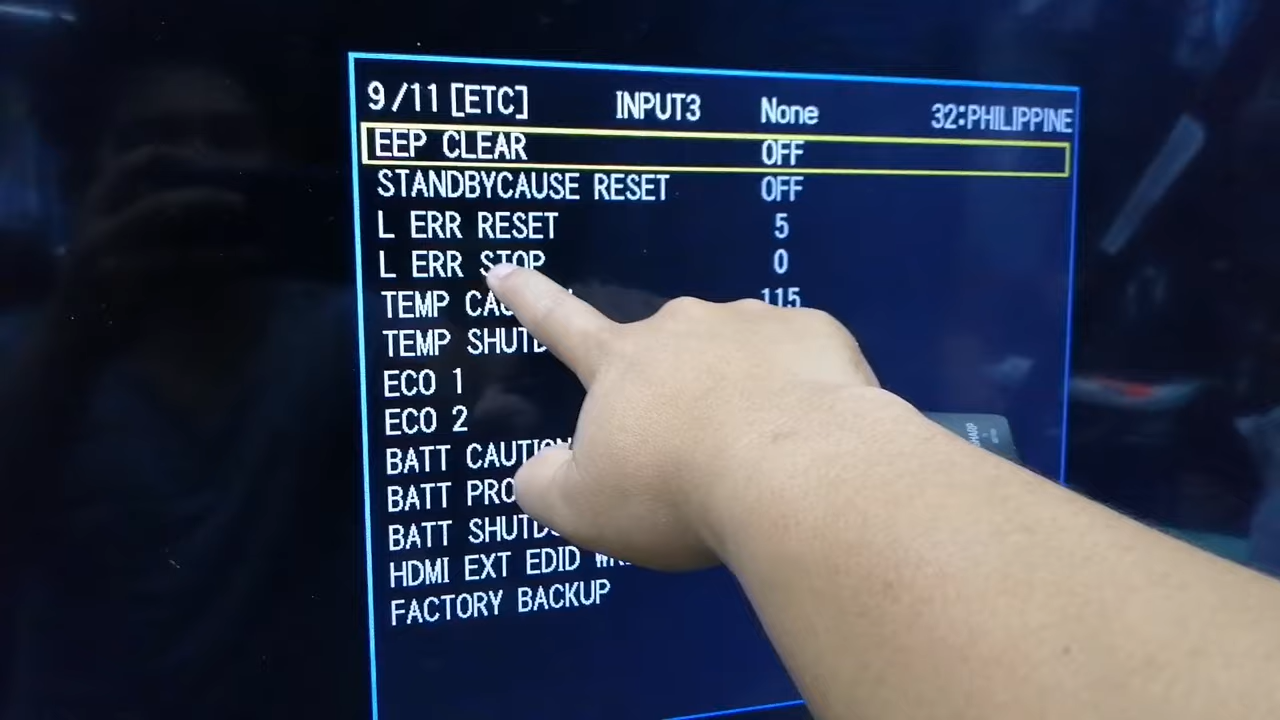 9/11 [ETC] INPUT3 None 32:PHILIPPINE
EEP CLEAR OFF
STANDBYCAUSE RESET OFF
L ERR RESET 5
L ERR STOP 0
TEMP 115
TEMP
ECO 1
ECO 2
BATT CAUTION
BATT
BATT
HDMI EXT EDID
FACTORY BACKUP